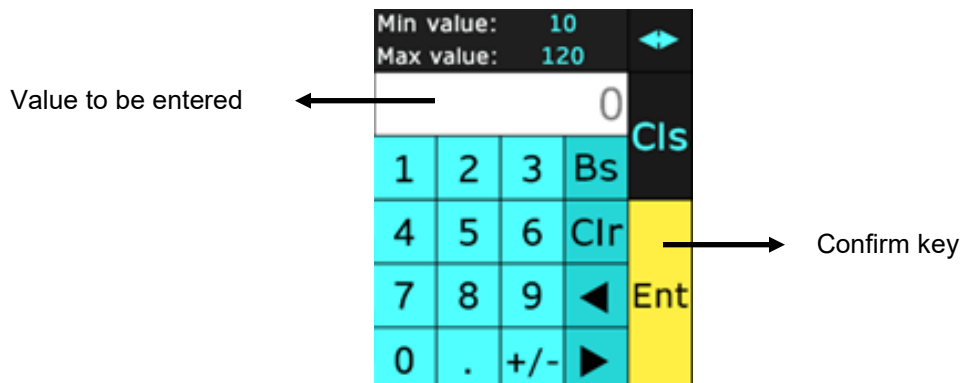 Min value: 10
Max value: 120
Value to be entered
0
Cls
1 2 3 Bs
4 5 6 Clr
Confirm key
7 8 9
Ent
0 . +/-